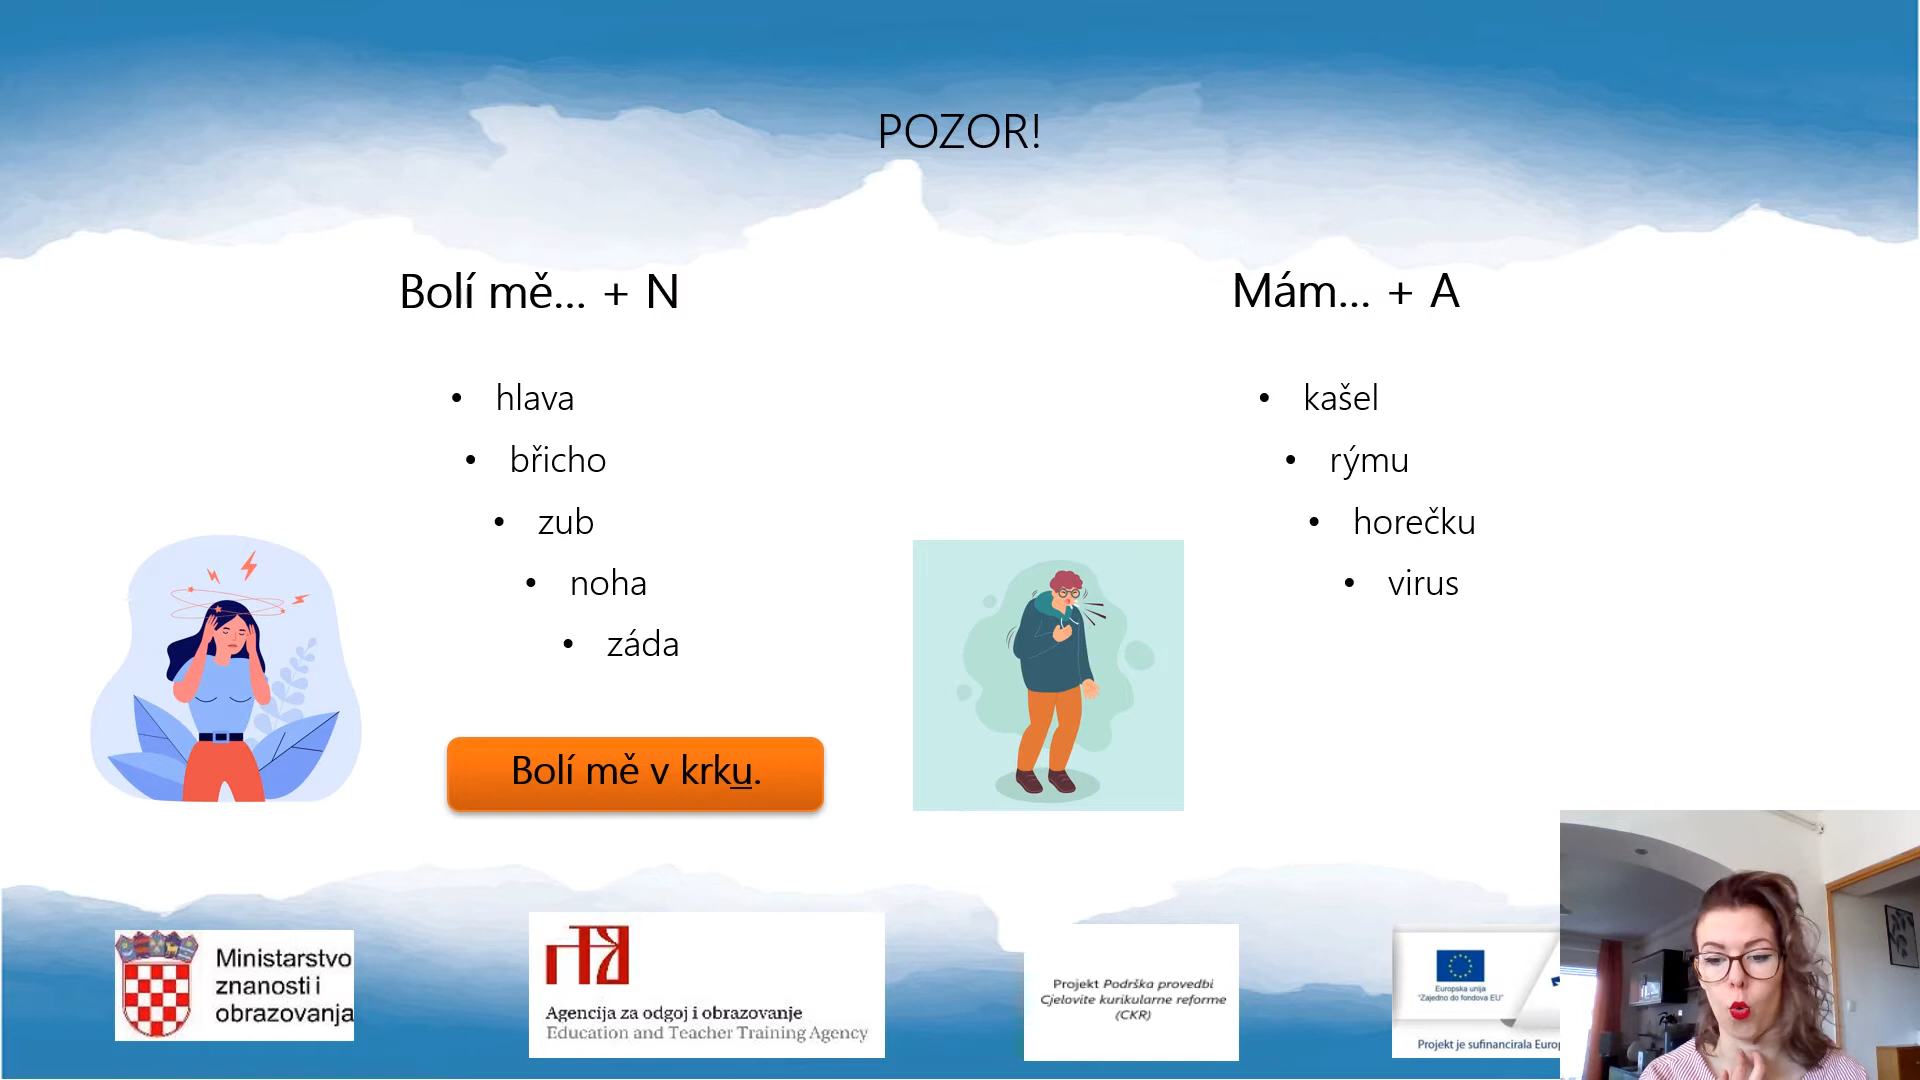 POZOR!
Bolí mě... + N
• hlava
• břicho
• zub
• noha
• záda
Bolí mě v krku.
Mám... + A
• kašel
• rýmu
• horečku
• virus
Ministarstvo
znanosti i
obrazovanja
Agencija za odgoj i obrazovanje
Education and Teacher Training Agency
Projekt Podrška provedbi
Cjelovite kurikularne reforme
(CKR)
Europska unija
"Zajedno do fondova EU"
Projekt je sufinancirala Europ